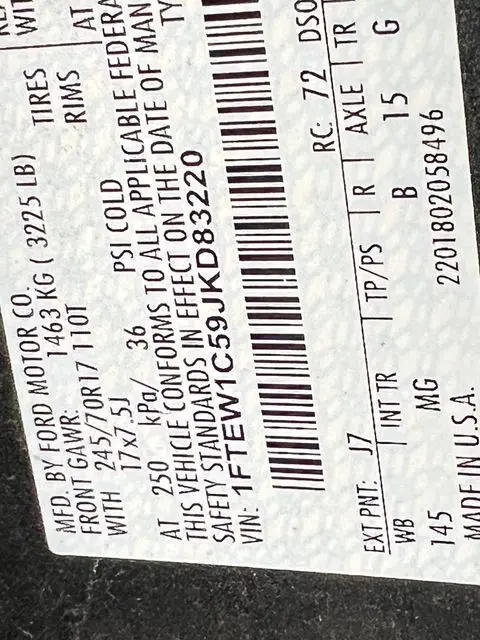 MFD. BY FORD MOTOR CO.
FRONT GAWR: 1463 KG ( 3225 LB)
WITH 245/70R17 110T TIRES WIT
17x7.5J RIMS
AT 250 kPa/ 36 PSI COLD AT
THIS VEHICLE CONFORMS TO ALL APPLICABLE FEDERA
SAFETY STANDARDS IN EFFECT ON THE DATE OF MAN
VIN: 1FTEW1C59JKD83220 TY
EXT PNT: J7 RC: 72 DSO
WB INT TR TP/PS R AXLE TR
145 MG B 15 G
2201802058496
MADE IN U.S.A.